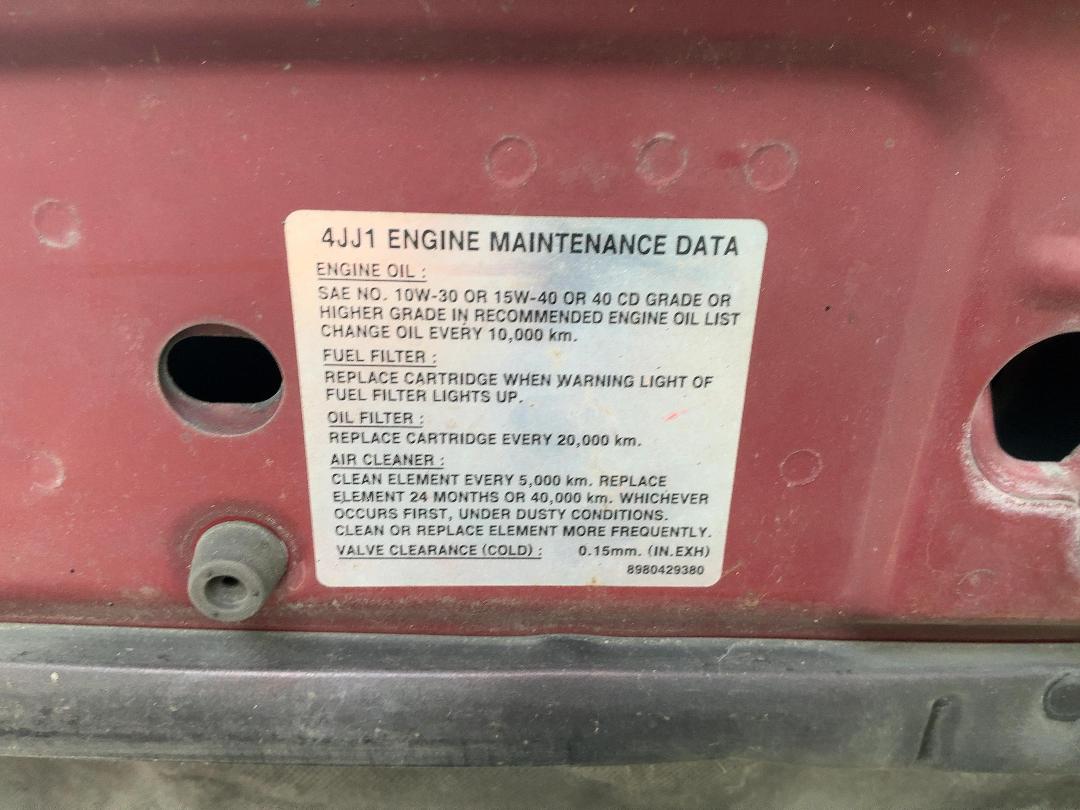 4JJ1 ENGINE MAINTENANCE DATA
ENGINE OIL :
SAE NO. 10W-30 OR 15W-40 OR 40 CD GRADE OR
HIGHER GRADE IN RECOMMENDED ENGINE OIL LIST
CHANGE OIL EVERY 10,000 km.
FUEL FILTER :
REPLACE CARTRIDGE WHEN WARNING LIGHT OF
FUEL FILTER LIGHTS UP.
OIL FILTER :
REPLACE CARTRIDGE EVERY 20,000 km.
AIR CLEANER :
CLEAN ELEMENT EVERY 5,000 km. REPLACE
ELEMENT 24 MONTHS OR 40,000 km. WHICHEVER
OCCURS FIRST, UNDER DUSTY CONDITIONS.
CLEAN OR REPLACE ELEMENT MORE FREQUENTLY.
VALVE CLEARANCE (COLD) : 0.15mm. (IN.EXH)
8980429380